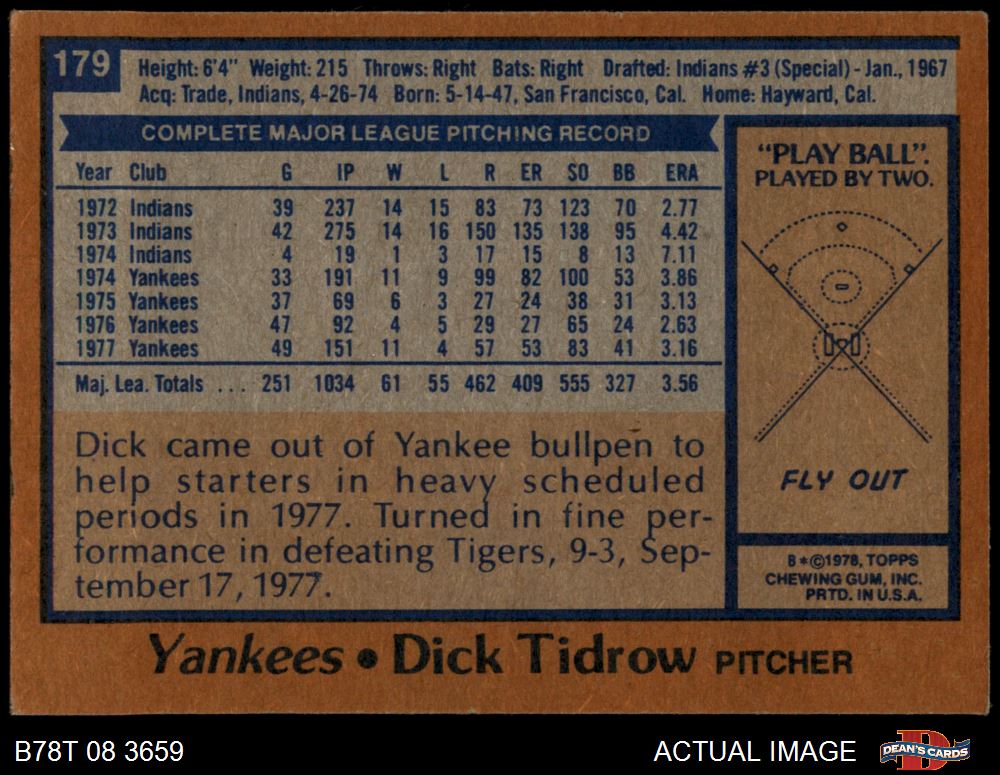 179
Height: 6'4" Weight: 215 Throws: Right Bats: Right Drafted: Indians #3 (Special) - Jan., 1967
Acq: Trade, Indians, 4-26-74 Born: 5-14-47, San Francisco, Cal. Home: Hayward, Cal.
COMPLETE MAJOR LEAGUE PITCHING RECORD
Year Club G IP W L R ER SO BB ERA
1972 Indians 39 237 14 15 83 73 123 70 2.77
1973 Indians 42 275 14 16 150 135 138 95 4.42
1974 Indians 4 19 1 3 17 15 8 13 7.11
1974 Yankees 33 191 11 9 99 82 100 53 3.86
1975 Yankees 37 69 6 3 27 24 38 31 3.13
1976 Yankees 47 92 4 5 29 27 65 24 2.63
1977 Yankees 49 151 11 4 57 53 83 41 3.16
Maj. Lea. Totals ... 251 1034 61 55 462 409 555 327 3.56
Dick came out of Yankee bullpen to
help starters in heavy scheduled
periods in 1977. Turned in fine per-
formance in defeating Tigers, 9-3, Sep-
tember 17, 1977.
"PLAY BALL".
PLAYED BY TWO.
FLY OUT
B*©1978, TOPPS
CHEWING GUM, INC.
PRTD. IN U.S.A.
Yankees • Dick Tidrow PITCHER
B78T 08 3659
ACTUAL IMAGE
DEAN'S CARDS